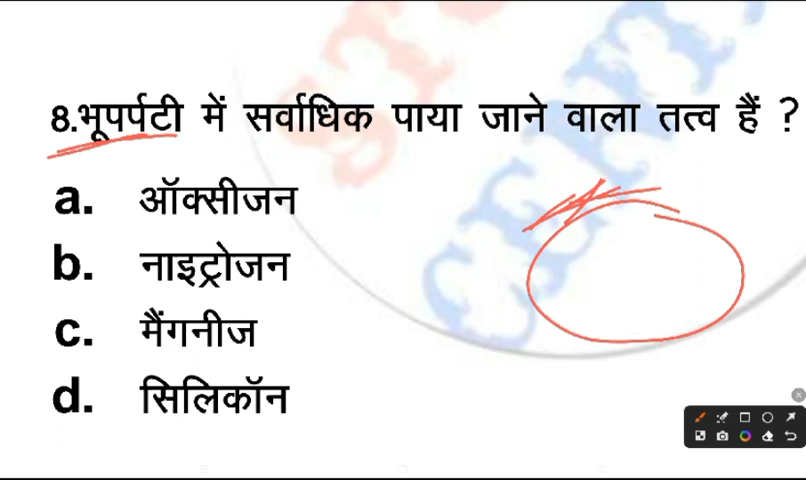 8.भूपर्पटी में सर्वाधिक पाया जाने वाला तत्व हैं ?
a. ऑक्सीजन
b. नाइट्रोजन
c. मैंगनीज
d. सिलिकॉन